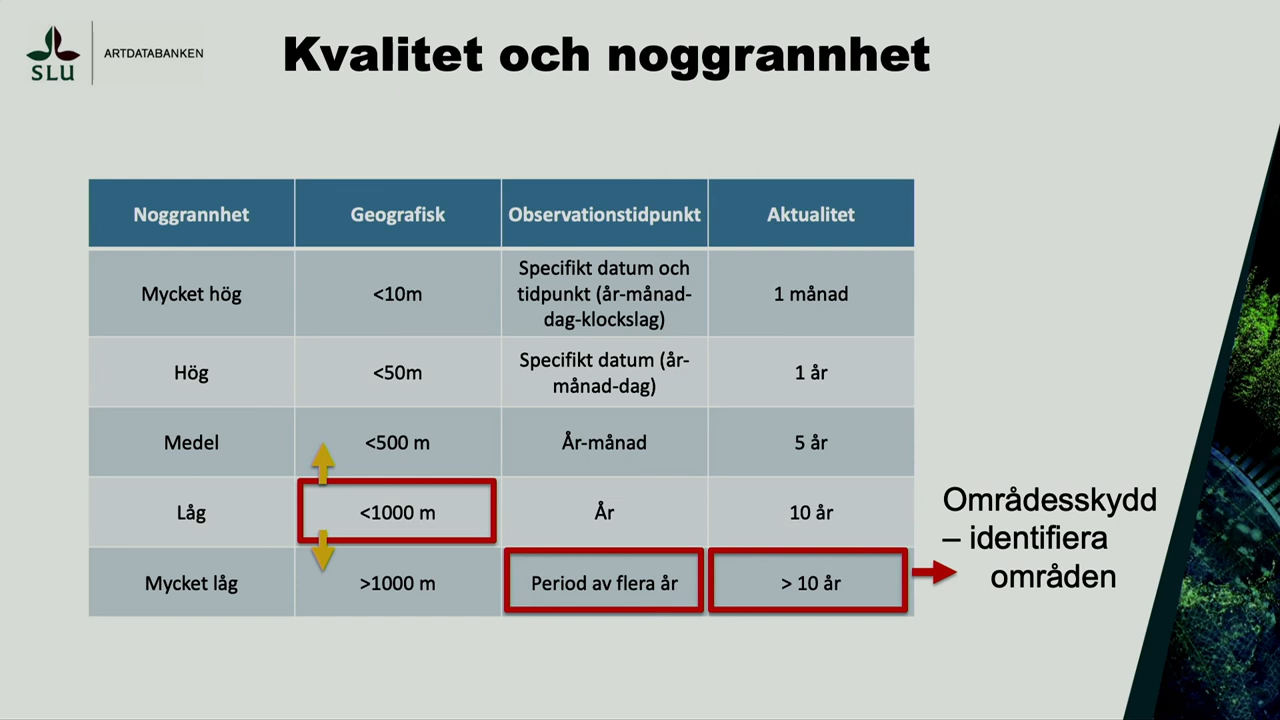 SLU
ARTDATABANKEN
Kvalitet och noggrannhet
Noggrannhet
Geografisk
Observationstidpunkt
Aktualitet
Mycket hög
<10m
Specifikt datum och
tidpunkt (år-månad-
dag-klockslag)
1 månad
Hög
<50m
Specifikt datum (år-
månad-dag)
1 år
Medel
<500 m
År-månad
5 år
Låg
<1000 m
År
10 år
Mycket låg
>1000 m
Period av flera år
> 10 år
Områdesskydd
– identifiera
områden